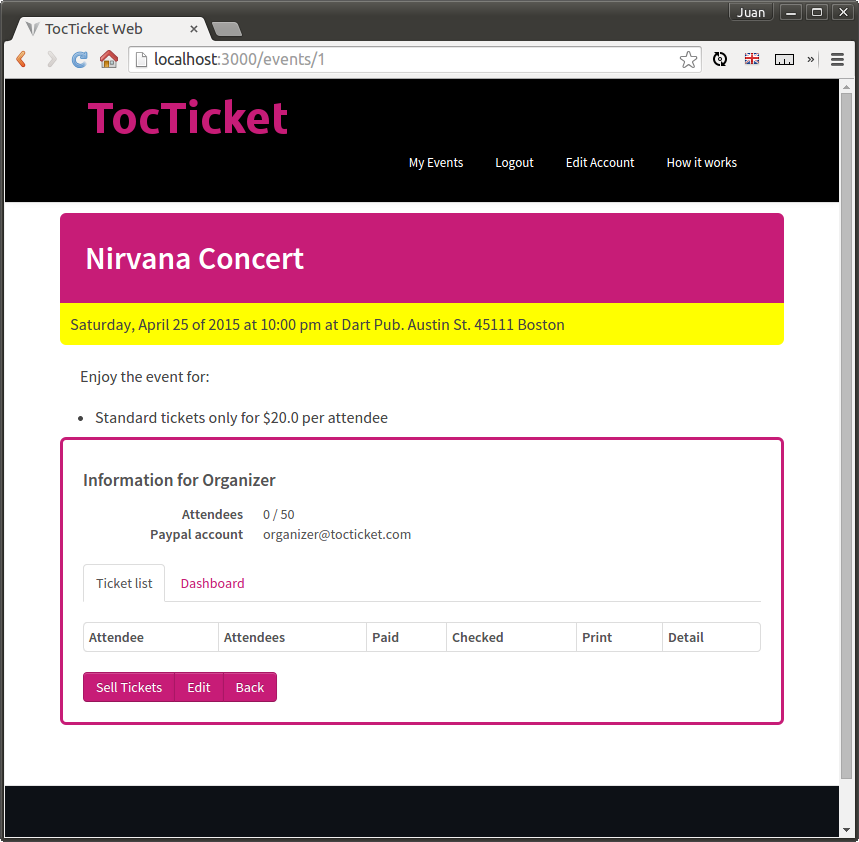 Juan
TocTicket Web
localhost:3000/events/1
TocTicket
My Events Logout Edit Account How it works
Nirvana Concert
Saturday, April 25 of 2015 at 10:00 pm at Dart Pub. Austin St. 45111 Boston
Enjoy the event for:
• Standard tickets only for $20.0 per attendee
Information for Organizer
Attendees 0 / 50
Paypal account organizer@tocticket.com
Ticket list Dashboard
Attendee Attendees Paid Checked Print Detail
Sell Tickets Edit Back